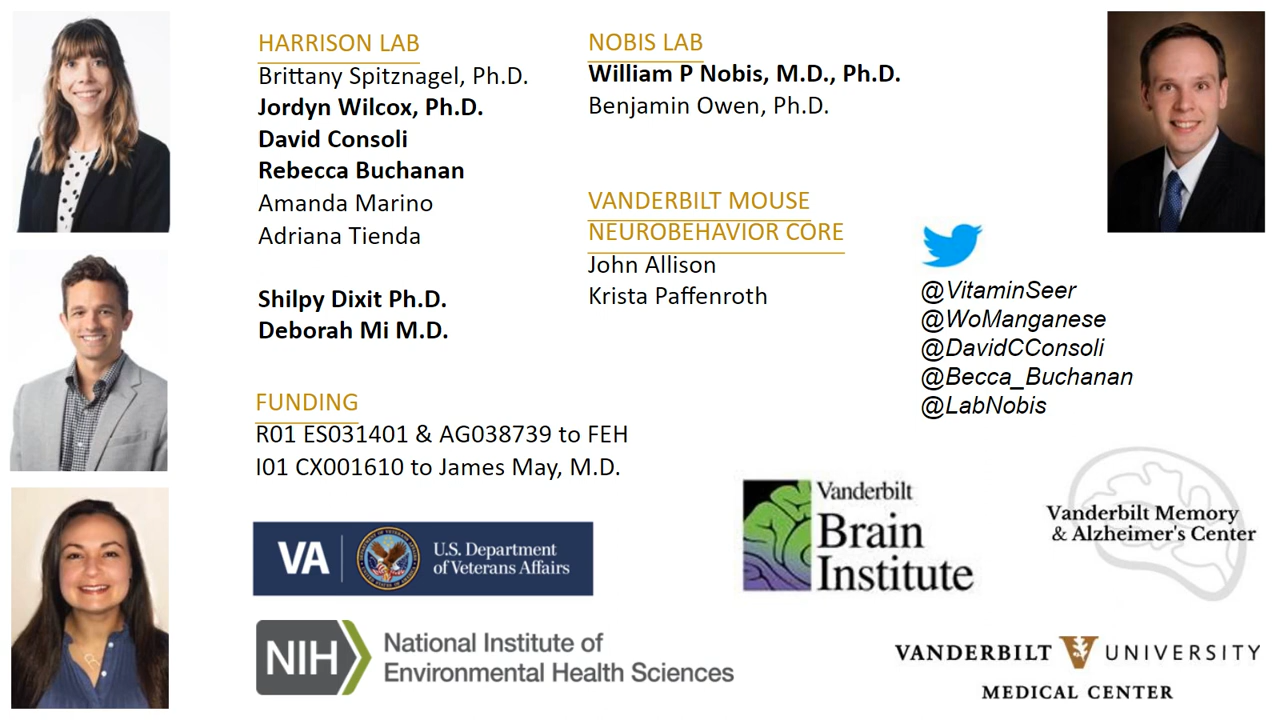 HARRISON LAB
Brittany Spitznagel, Ph.D.
Jordyn Wilcox, Ph.D.
David Consoli
Rebecca Buchanan
Amanda Marino
Adriana Tienda
Shilpy Dixit Ph.D.
Deborah Mi M.D.
FUNDING
R01 ES031401 & AG038739 to FEH
I01 CX001610 to James May, M.D.
NOBIS LAB
William P Nobis, M.D., Ph.D.
Benjamin Owen, Ph.D.
VANDERBILT MOUSE
NEUROBEHAVIOR CORE
John Allison
Krista Paffenroth
@VitaminSeer
@WoManganese
@DavidCConsoli
@Becca_Buchanan
@LabNobis
VA
U.S. Department
of Veterans Affairs
NIH
National Institute of
Environmental Health Sciences
Vanderbilt
Brain
Institute
Vanderbilt Memory
& Alzheimer's Center
VANDERBILT V UNIVERSITY
MEDICAL CENTER